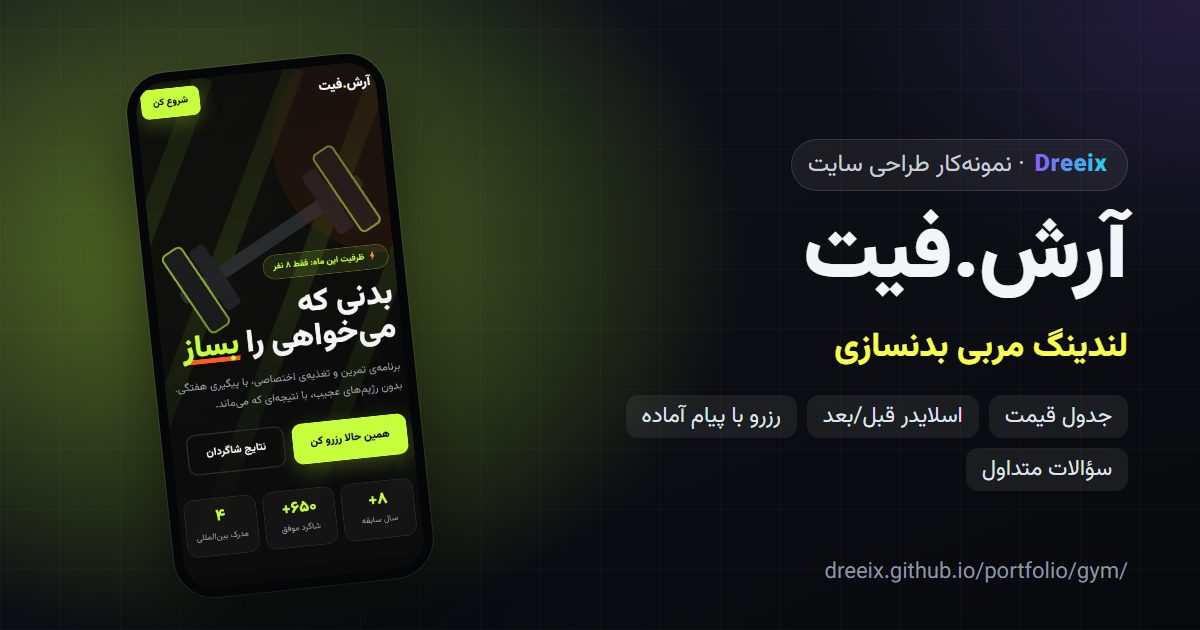 Dreeix · نمونه‌کار طراحی سایت
آرش.فیت
لندینگ مربی بدنسازی
جدول قیمت
اسلایدر قبل/بعد
رزرو با پیام آماده
سؤالات متداول
dreeix.github.io/portfolio/gym/
آرش.فیت
شروع کن
ظرفیت این ماه: فقط ۸ نفر
بدنی که
می‌خواهی را بساز
برنامه‌ی تمرین و تغذیه‌ی اختصاصی، با پیگیری هفتگی.
بدون رژیم‌های عجیب، با نتیجه‌ای که می‌ماند.
همین حالا رزرو کن
نتایج شاگردان
+۸
سال سابقه
+۶۵۰
شاگرد موفق
۴
مدرک بین‌المللی